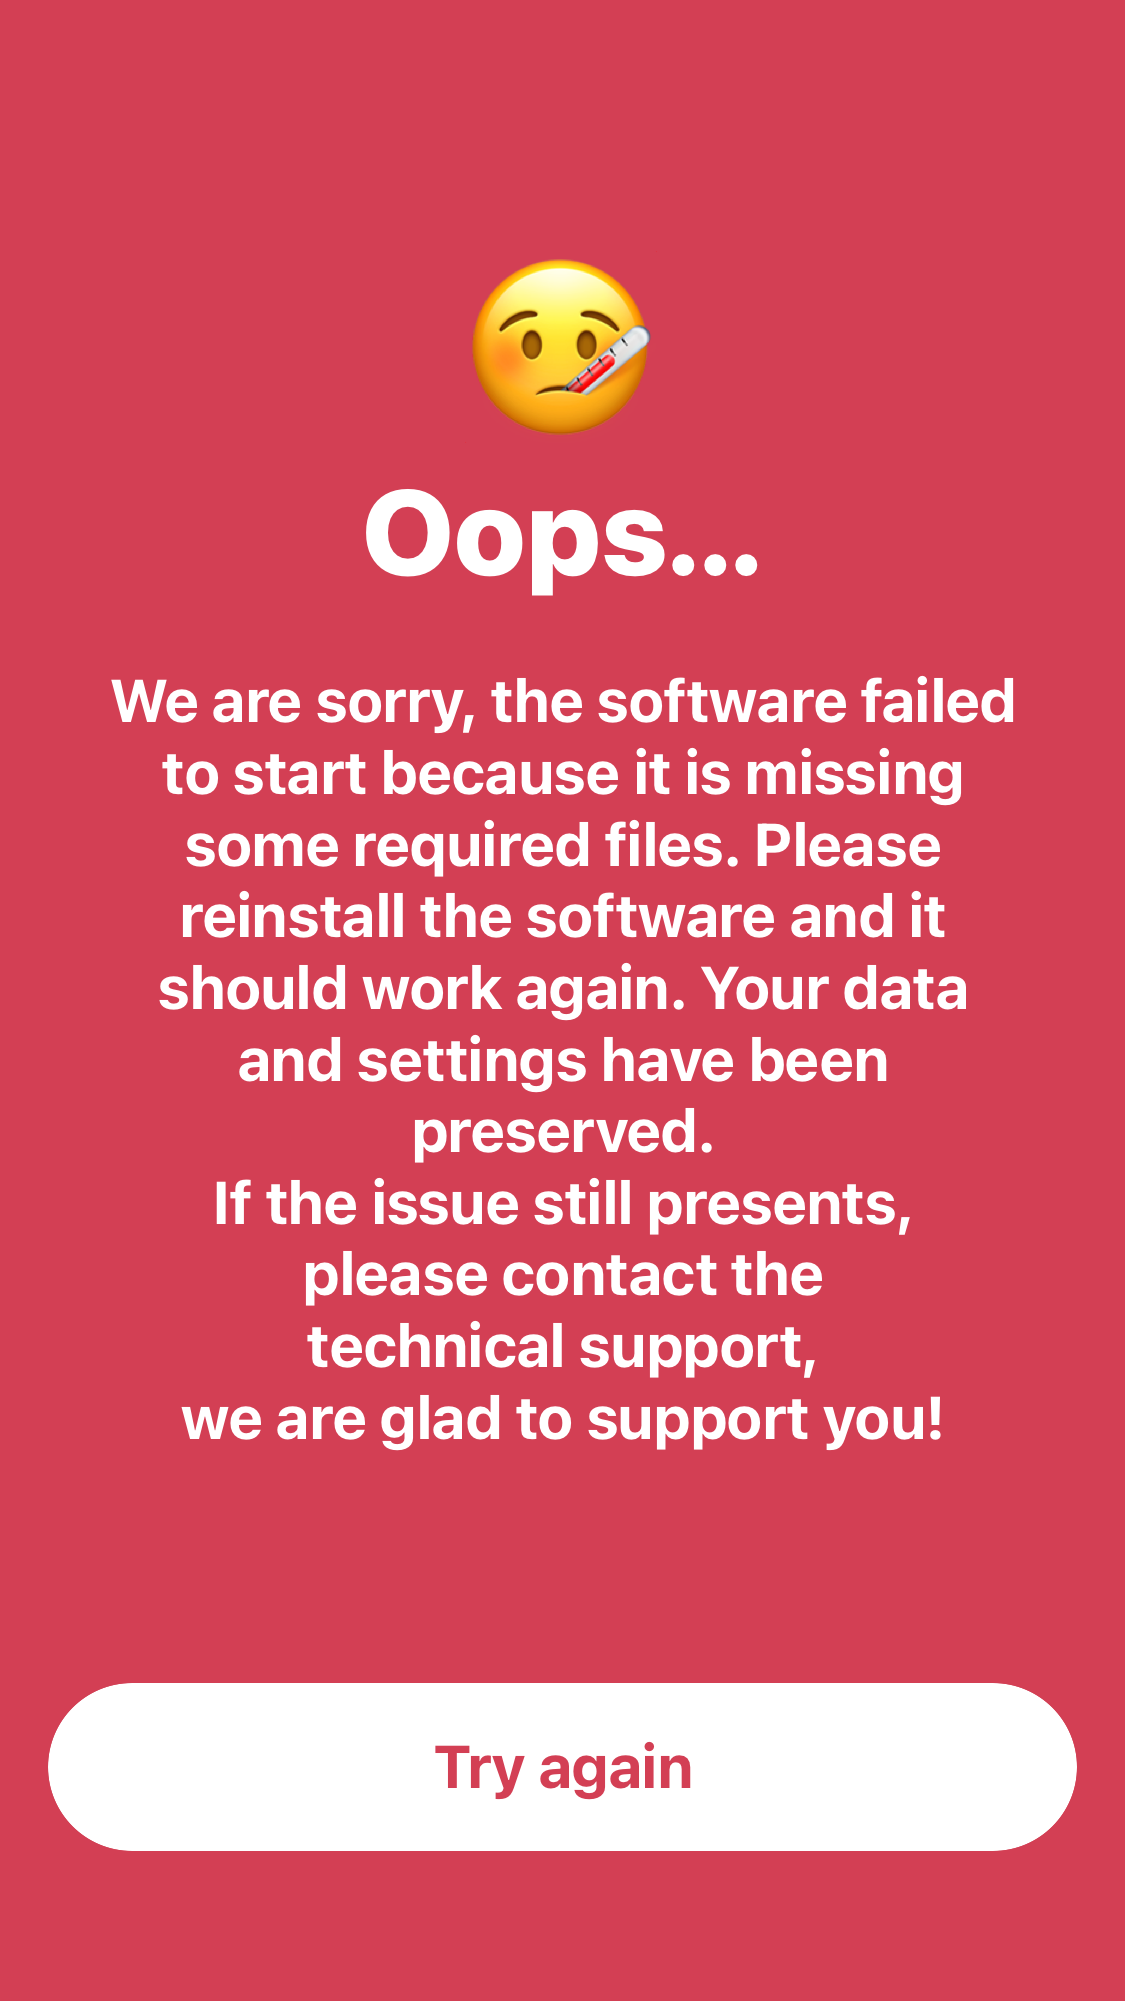 Oops...
We are sorry, the software failed
to start because it is missing
some required files. Please
reinstall the software and it
should work again. Your data
and settings have been
preserved.
If the issue still presents,
please contact the
technical support,
we are glad to support you!
Try again